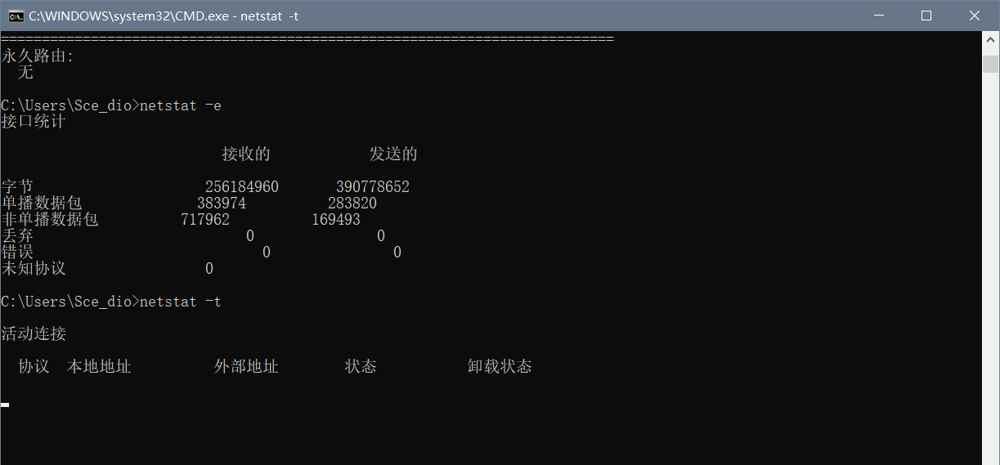 C:\WINDOWS\system32\CMD.exe - netstat -t
===========================================================================
永久路由:
  无
C:\Users\Sce_dio>netstat -e
接口统计
接收的 发送的
字节 256184960 390778652
单播数据包 383974 283820
非单播数据包 717962 169493
丢弃 0 0
错误 0 0
未知协议 0
C:\Users\Sce_dio>netstat -t
活动连接
协议 本地地址 外部地址 状态 卸载状态